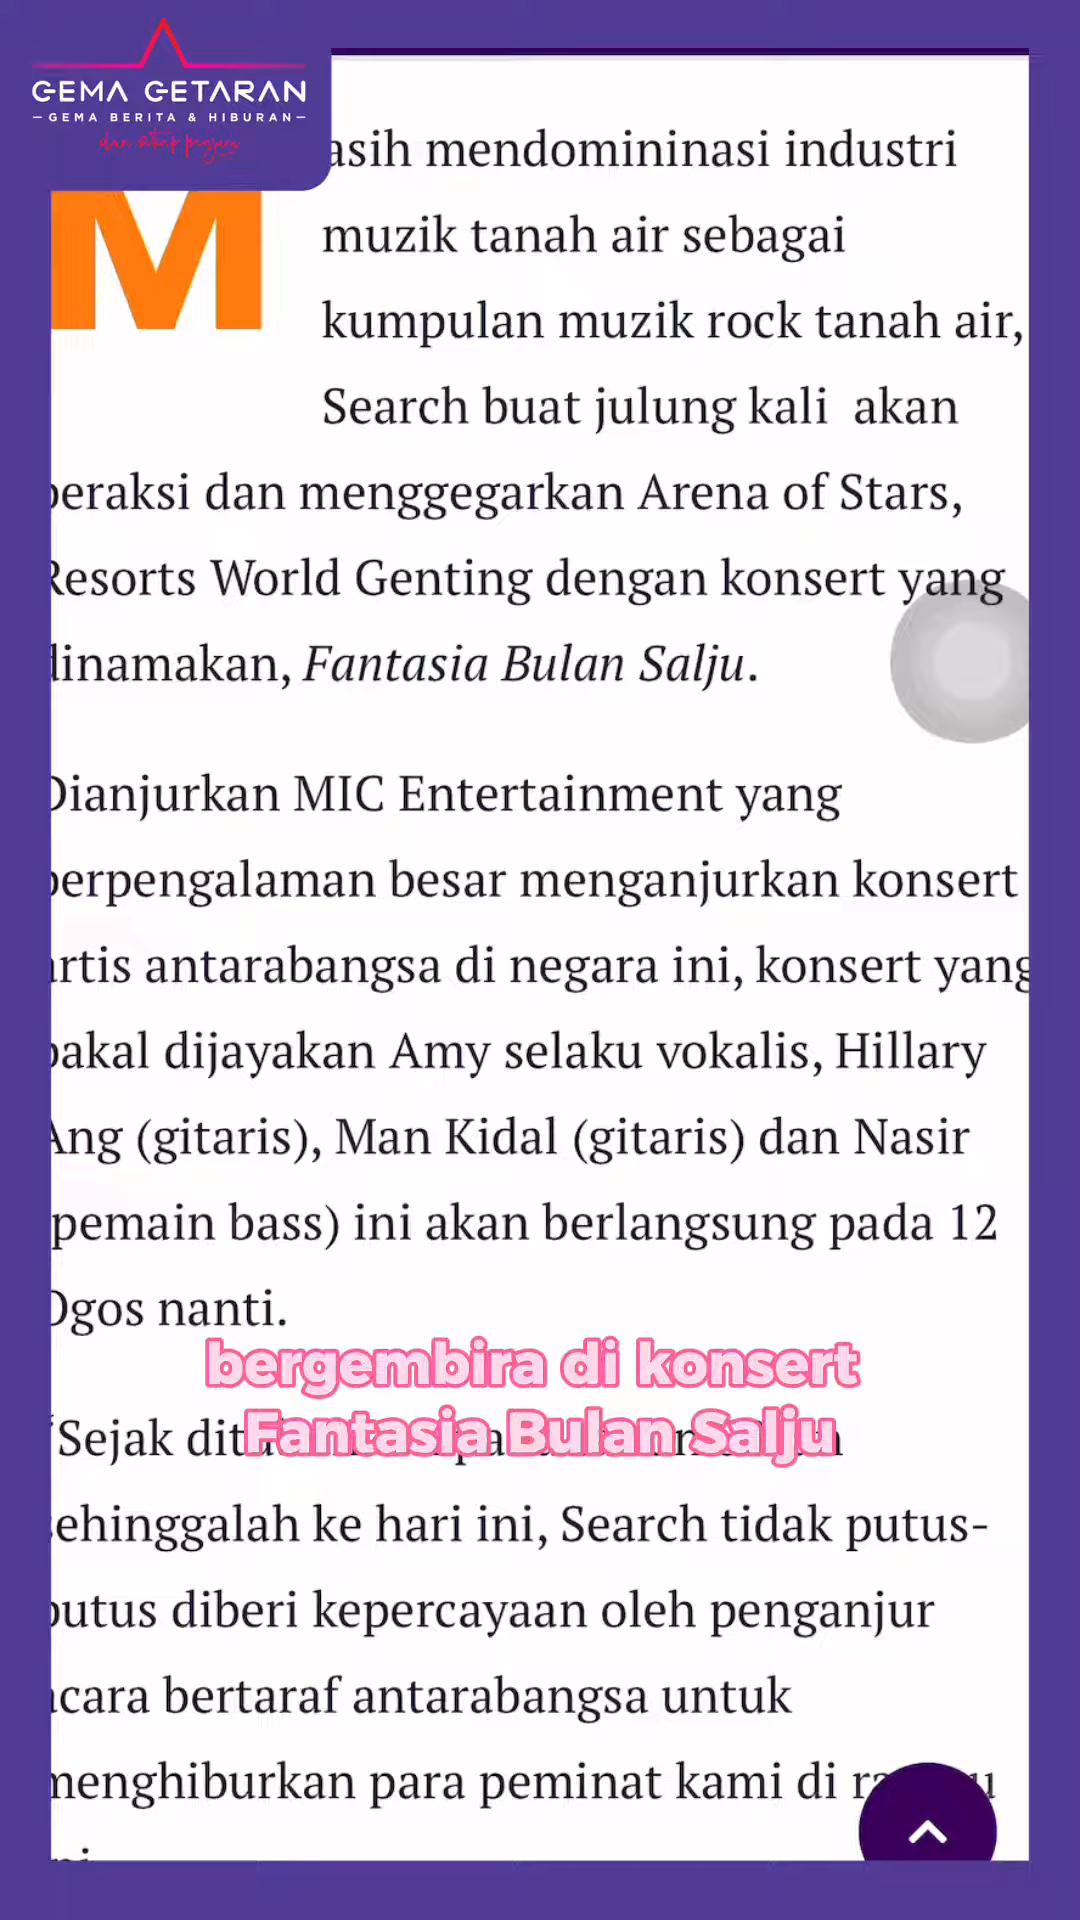 GEMA GETARAN
GEMA BERITA & HIBURAN
dan setiap penjuru
Masih mendomininasi industri
muzik tanah air sebagai
kumpulan muzik rock tanah air,
Search buat julung kali akan
beraksi dan menggegarkan Arena of Stars,
Resorts World Genting dengan konsert yang
dinamakan, Fantasia Bulan Salju.
Dianjurkan MIC Entertainment yang
berpengalaman besar menganjurkan konsert
artis antarabangsa di negara ini, konsert yang
bakal dijayakan Amy selaku vokalis, Hillary
Ang (gitaris), Man Kidal (gitaris) dan Nasir
(pemain bass) ini akan berlangsung pada 12
Ogos nanti.
bergembira di konsert
Fantasia Bulan Salju
“Sejak
sehinggalah ke hari ini, Search tidak putus-
putus diberi kepercayaan oleh penganjur
acara bertaraf antarabangsa untuk
menghiburkan para peminat kami di